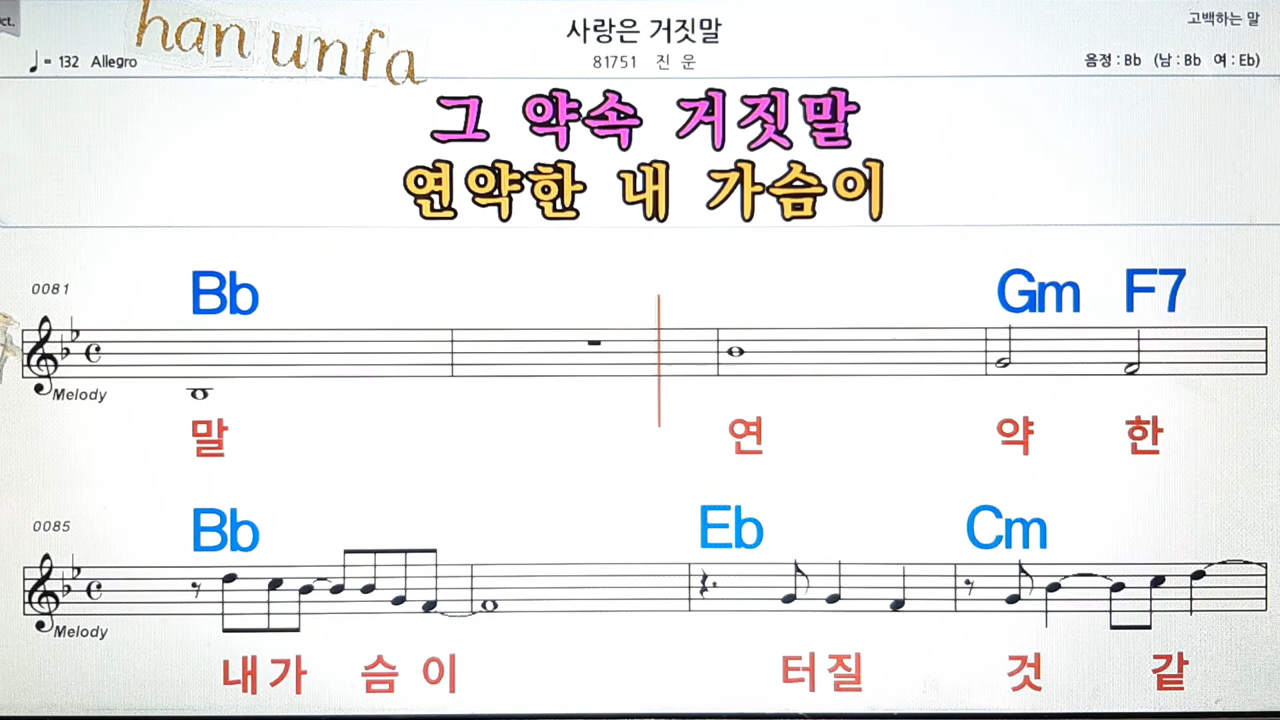 ct.
han unfa
사랑은 거짓말
고백하는 말
= 132 Allegro
81751 진 운
음정 : Bb (남 : Bb 여 : Eb)
그 약속 거짓말
연약한 내 가슴이
0081
Bb Gm F7
Melody
말 연 약 한
0085
Bb Eb Cm
Melody
내가 슴 이 터질 것 같